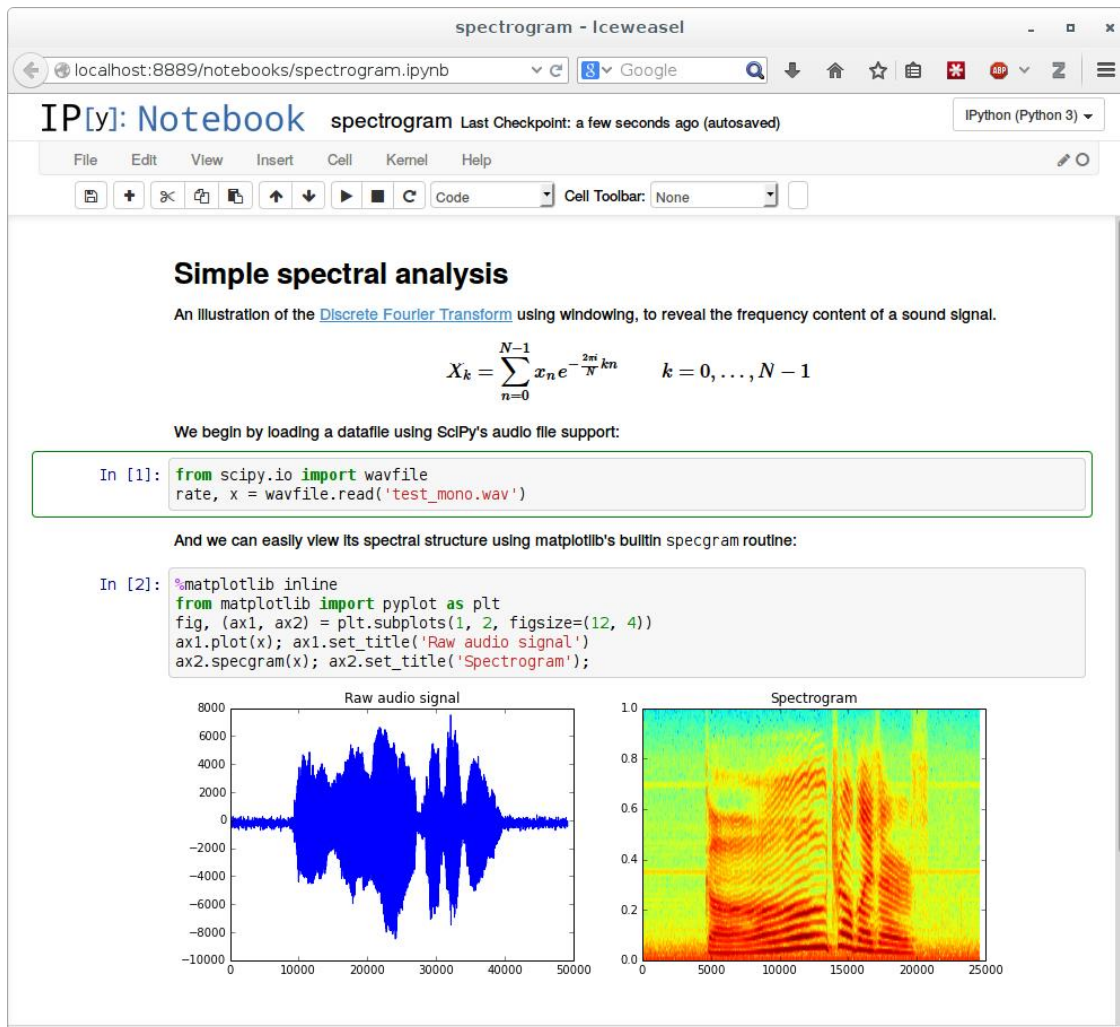 spectrogram - Iceweasel
localhost:8889/notebooks/spectrogram.ipynb
8 Google
ABP
Z
IP[y]: Notebook spectrogram Last Checkpoint: a few seconds ago (autosaved)
IPython (Python 3)
File Edit View Insert Cell Kernel Help
Code Cell Toolbar: None
Simple spectral analysis
An illustration of the Discrete Fourier Transform using windowing, to reveal the frequency content of a sound signal.
X_k = \sum_{n=0}^{N-1} x_n e^{-\frac{2\pi i}{N} kn} k = 0, \ldots, N - 1
We begin by loading a datafile using SciPy's audio file support:
In [1]: from scipy.io import wavfile
rate, x = wavfile.read('test_mono.wav')
And we can easily view its spectral structure using matplotlib's builtin specgram routine:
In [2]: %matplotlib inline
from matplotlib import pyplot as plt
fig, (ax1, ax2) = plt.subplots(1, 2, figsize=(12, 4))
ax1.plot(x); ax1.set_title('Raw audio signal')
ax2.specgram(x); ax2.set_title('Spectrogram');
Raw audio signal
8000
6000
4000
2000
0
−2000
−4000
−6000
−8000
−10000
0 10000 20000 30000 40000 50000
Spectrogram
1.0
0.8
0.6
0.4
0.2
0.0
0 5000 10000 15000 20000 25000